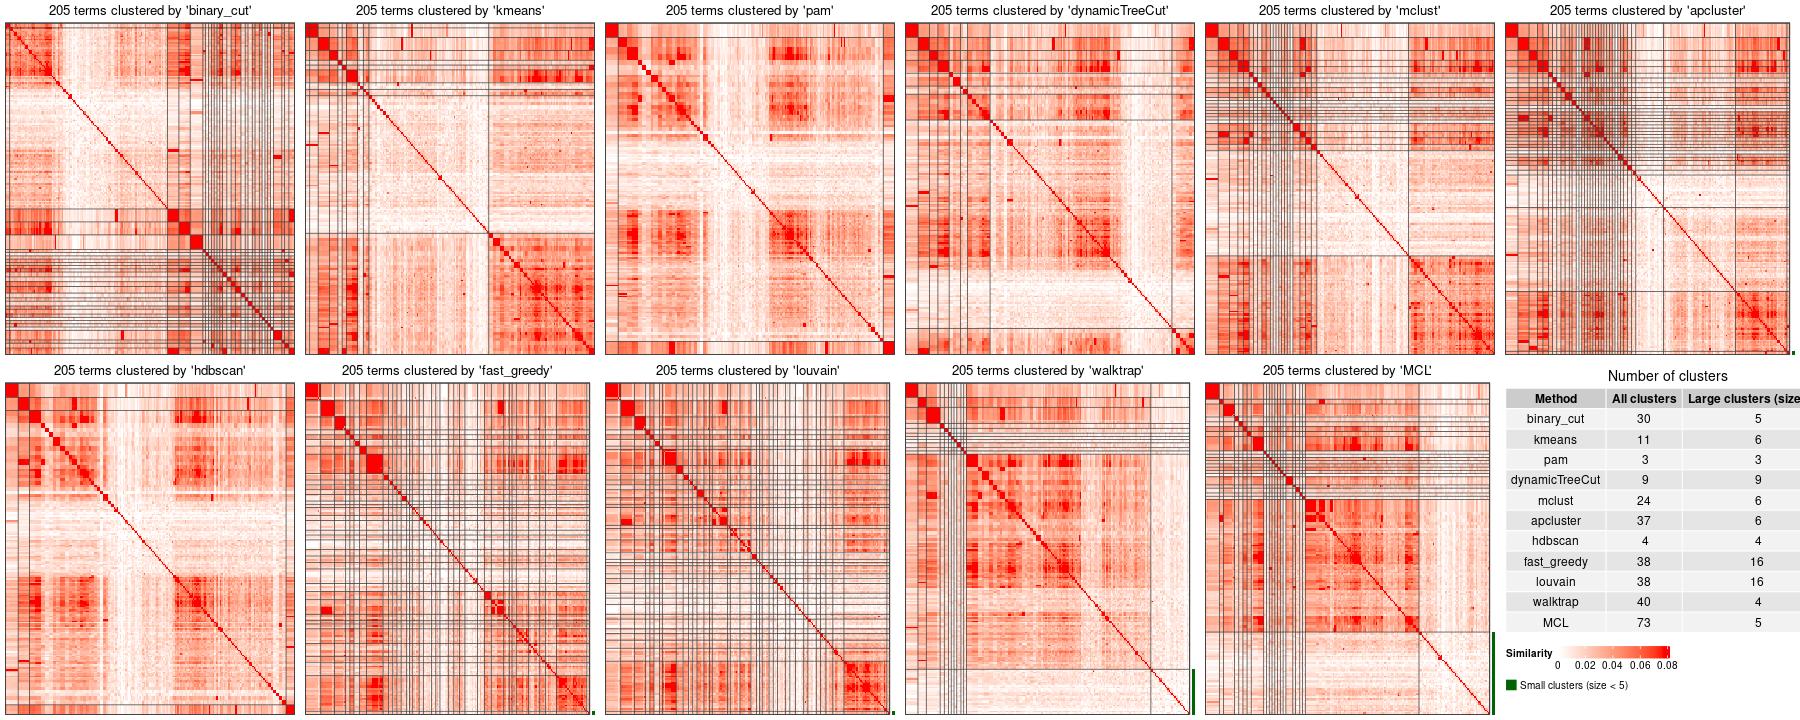 205 terms clustered by 'binary_cut'
205 terms clustered by 'kmeans'
205 terms clustered by 'pam'
205 terms clustered by 'dynamicTreeCut'
205 terms clustered by 'mclust'
205 terms clustered by 'apcluster'
205 terms clustered by 'hdbscan'
205 terms clustered by 'fast_greedy'
205 terms clustered by 'louvain'
205 terms clustered by 'walktrap'
205 terms clustered by 'MCL'
Number of clusters
Method All clusters Large clusters (size
binary_cut 30 5
kmeans 11 6
pam 3 3
dynamicTreeCut 9 9
mclust 24 6
apcluster 37 6
hdbscan 4 4
fast_greedy 38 16
louvain 38 16
walktrap 40 4
MCL 73 5
Similarity
0 0.02 0.04 0.06 0.08
Small clusters (size < 5)